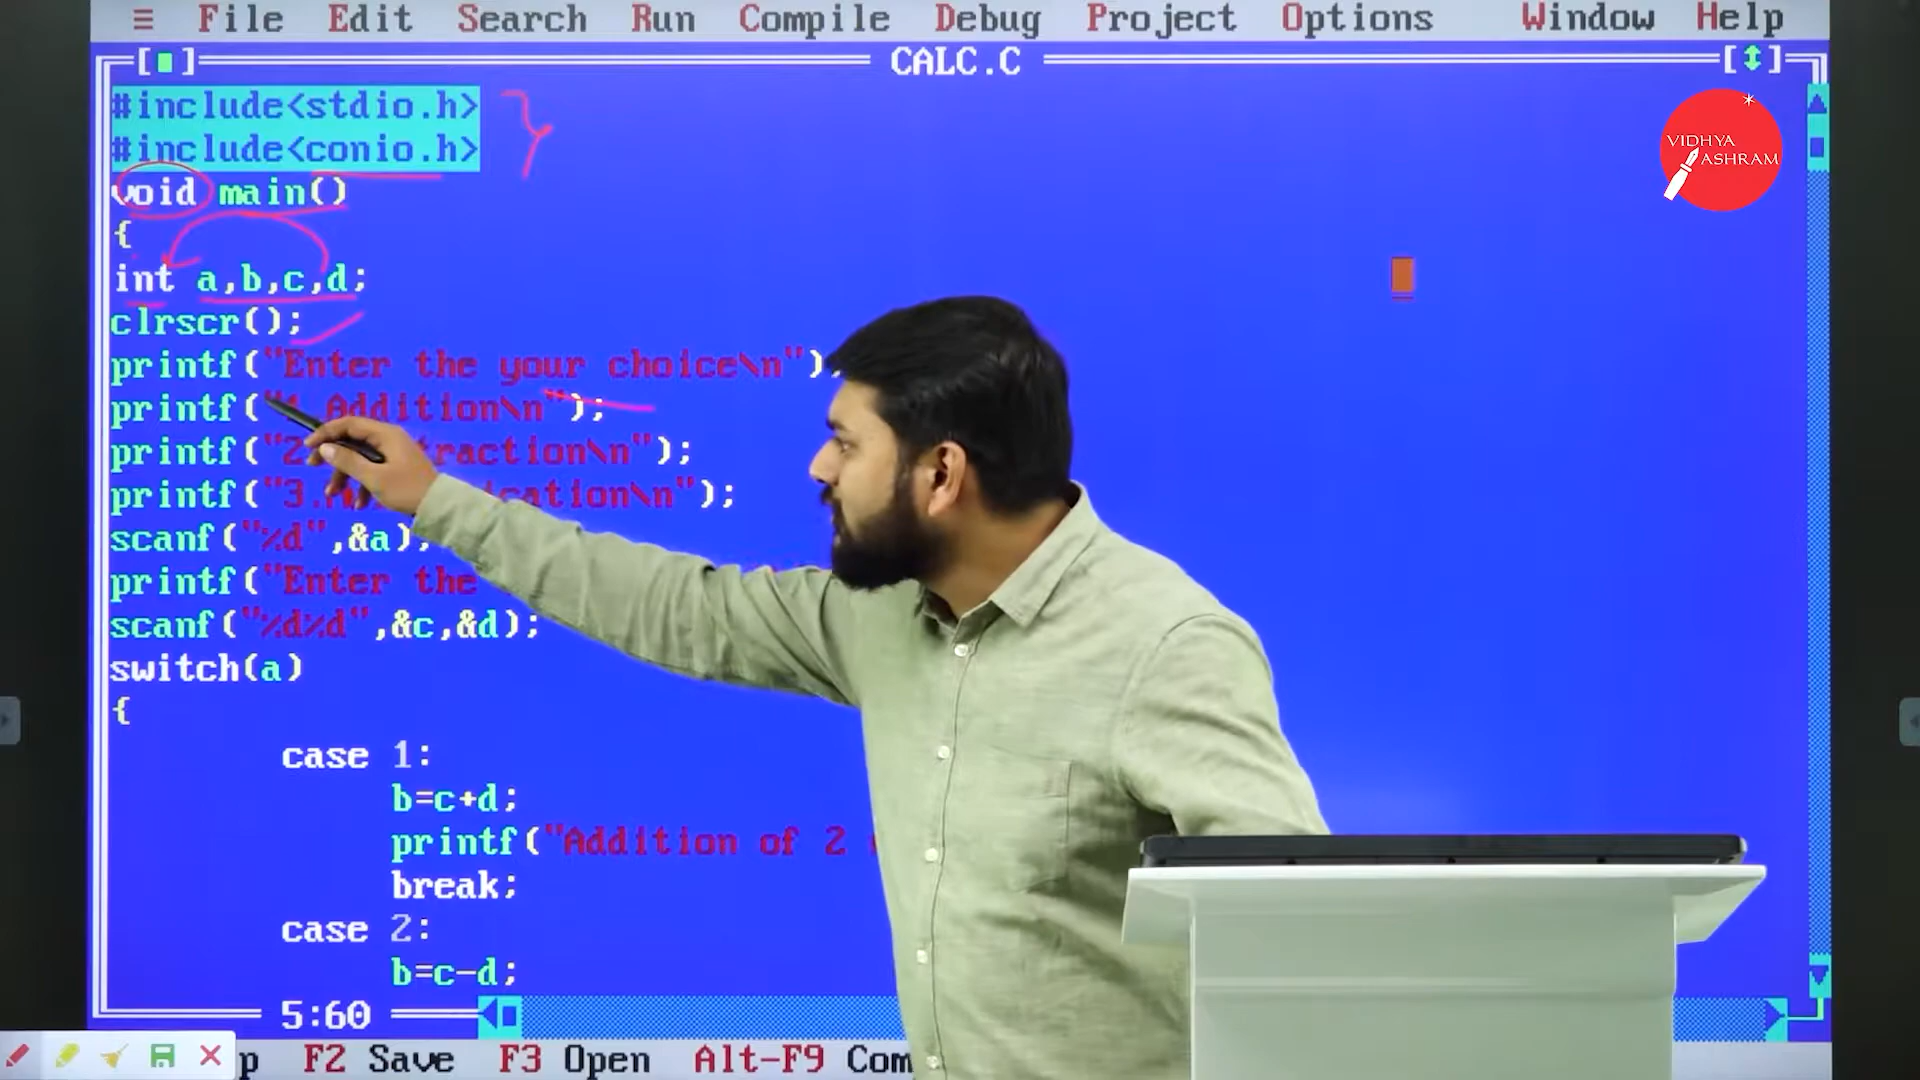 ≡ File Edit Search Run Compile Debug Project Options Window Help
CALC.C
#include<stdio.h>
#include<conio.h>
void main()
{
int a,b,c,d;
clrscr();
printf("Enter the your choice\n")
printf("1.Addition\n");
printf("2 raction\n");
printf("3. ication\n");
scanf("%d",&a);
printf("Enter the
scanf("%d%d",&c,&d);
switch(a)
{
case 1:
b=c+d;
printf("Addition of 2
break;
case 2:
b=c-d;
5:60
p F2 Save F3 Open Alt-F9 Com
VIDHYA
ASHRAM